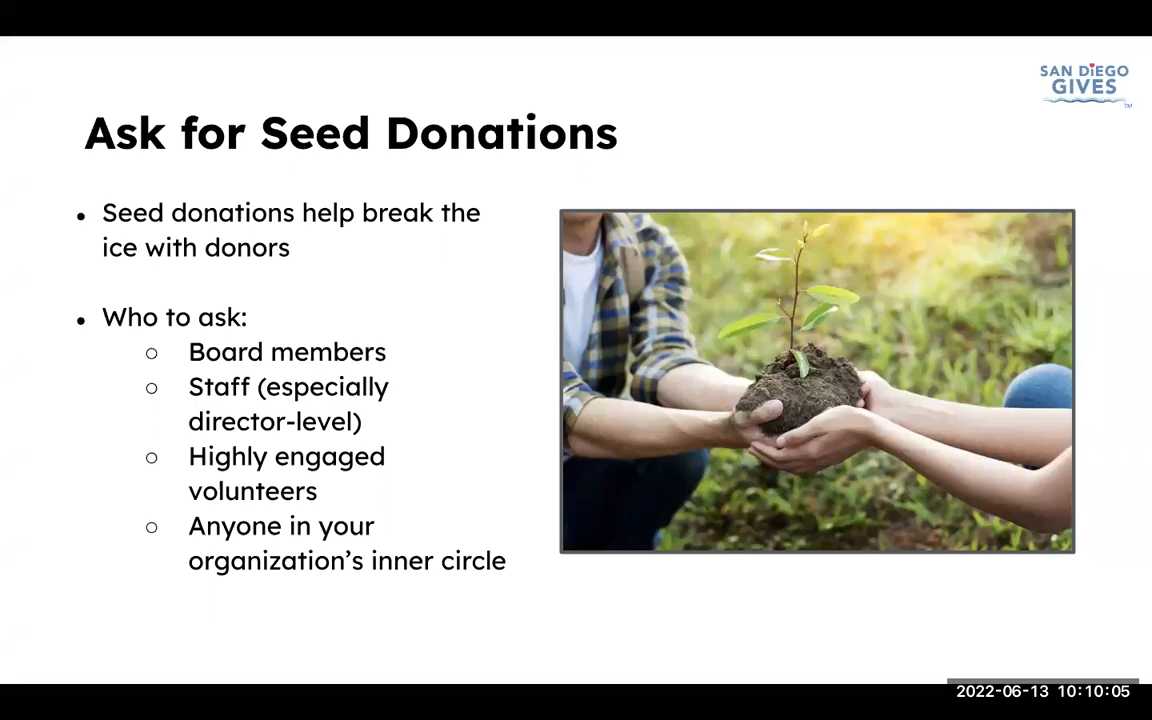 SAN DiEGO
GIVES
TM
Ask for Seed Donations
● Seed donations help break the
ice with donors
● Who to ask:
○ Board members
○ Staff (especially
director-level)
○ Highly engaged
volunteers
○ Anyone in your
organization’s inner circle
2022-06-13 10:10:05